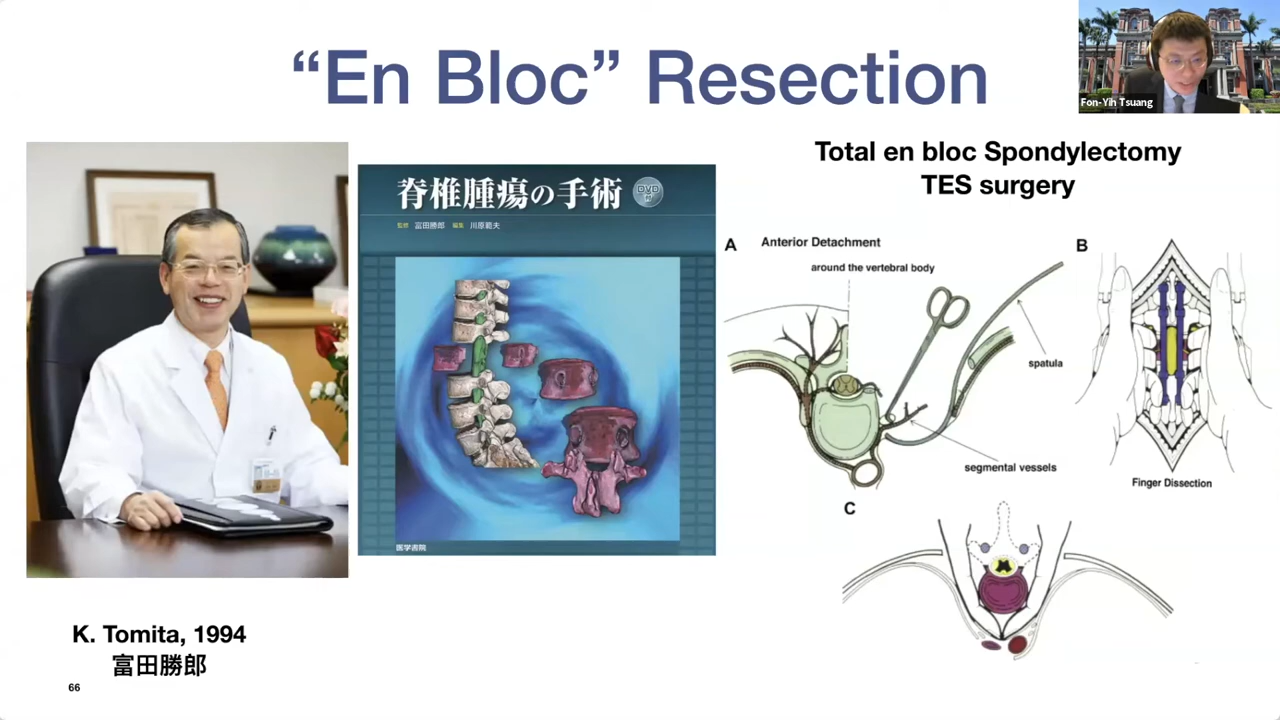 “En Bloc” Resection
Fon-Yih Tsuang
Total en bloc Spondylectomy
TES surgery
脊椎腫瘍の手術
DVD
付
監修 富田勝郎 編集 川原範夫
医学書院
A
Anterior Detachment
around the vertebral body
spatula
segmental vessels
B
Finger Dissection
C
K. Tomita, 1994
富田勝郎
66